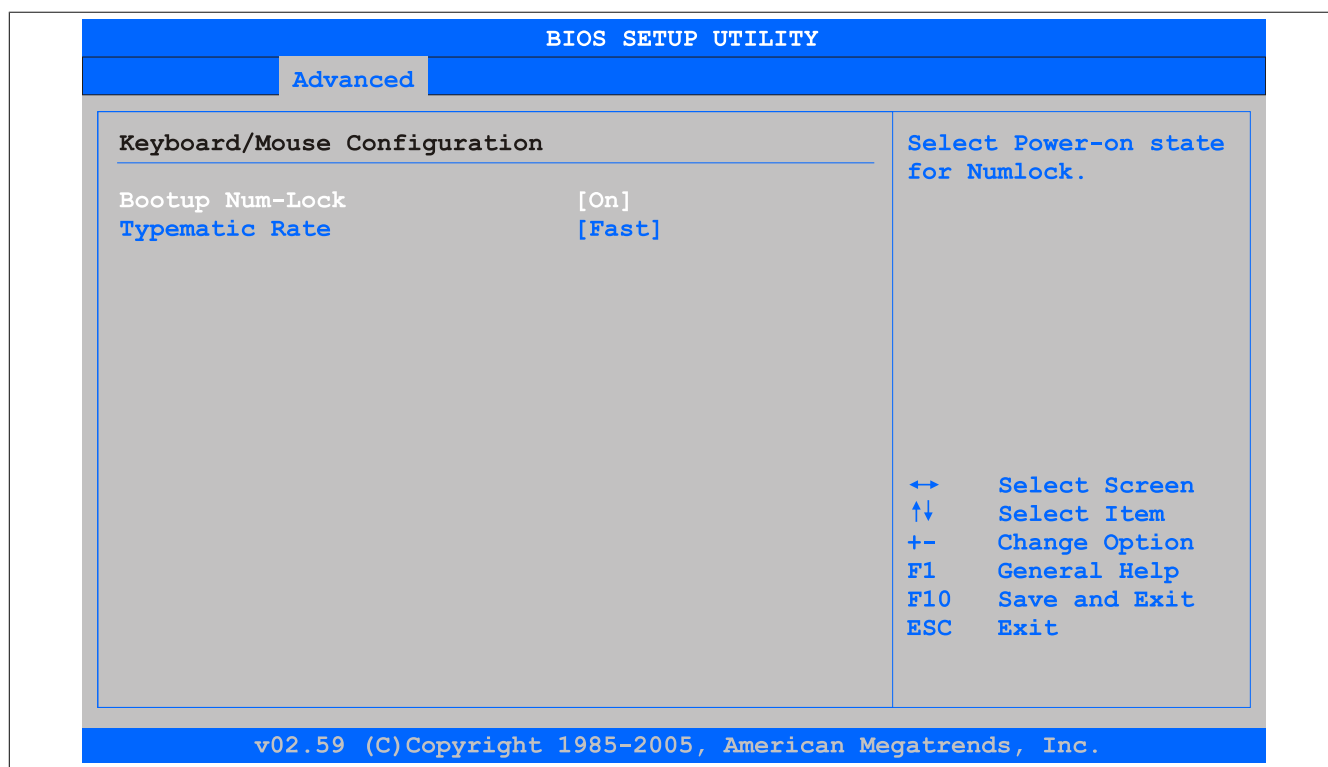 BIOS SETUP UTILITY
Advanced
Keyboard/Mouse Configuration
Bootup Num-Lock [On]
Typematic Rate [Fast]
Select Power-on state
for Numlock.
↔ Select Screen
↑↓ Select Item
+- Change Option
F1 General Help
F10 Save and Exit
ESC Exit
v02.59 (C)Copyright 1985-2005, American Megatrends, Inc.